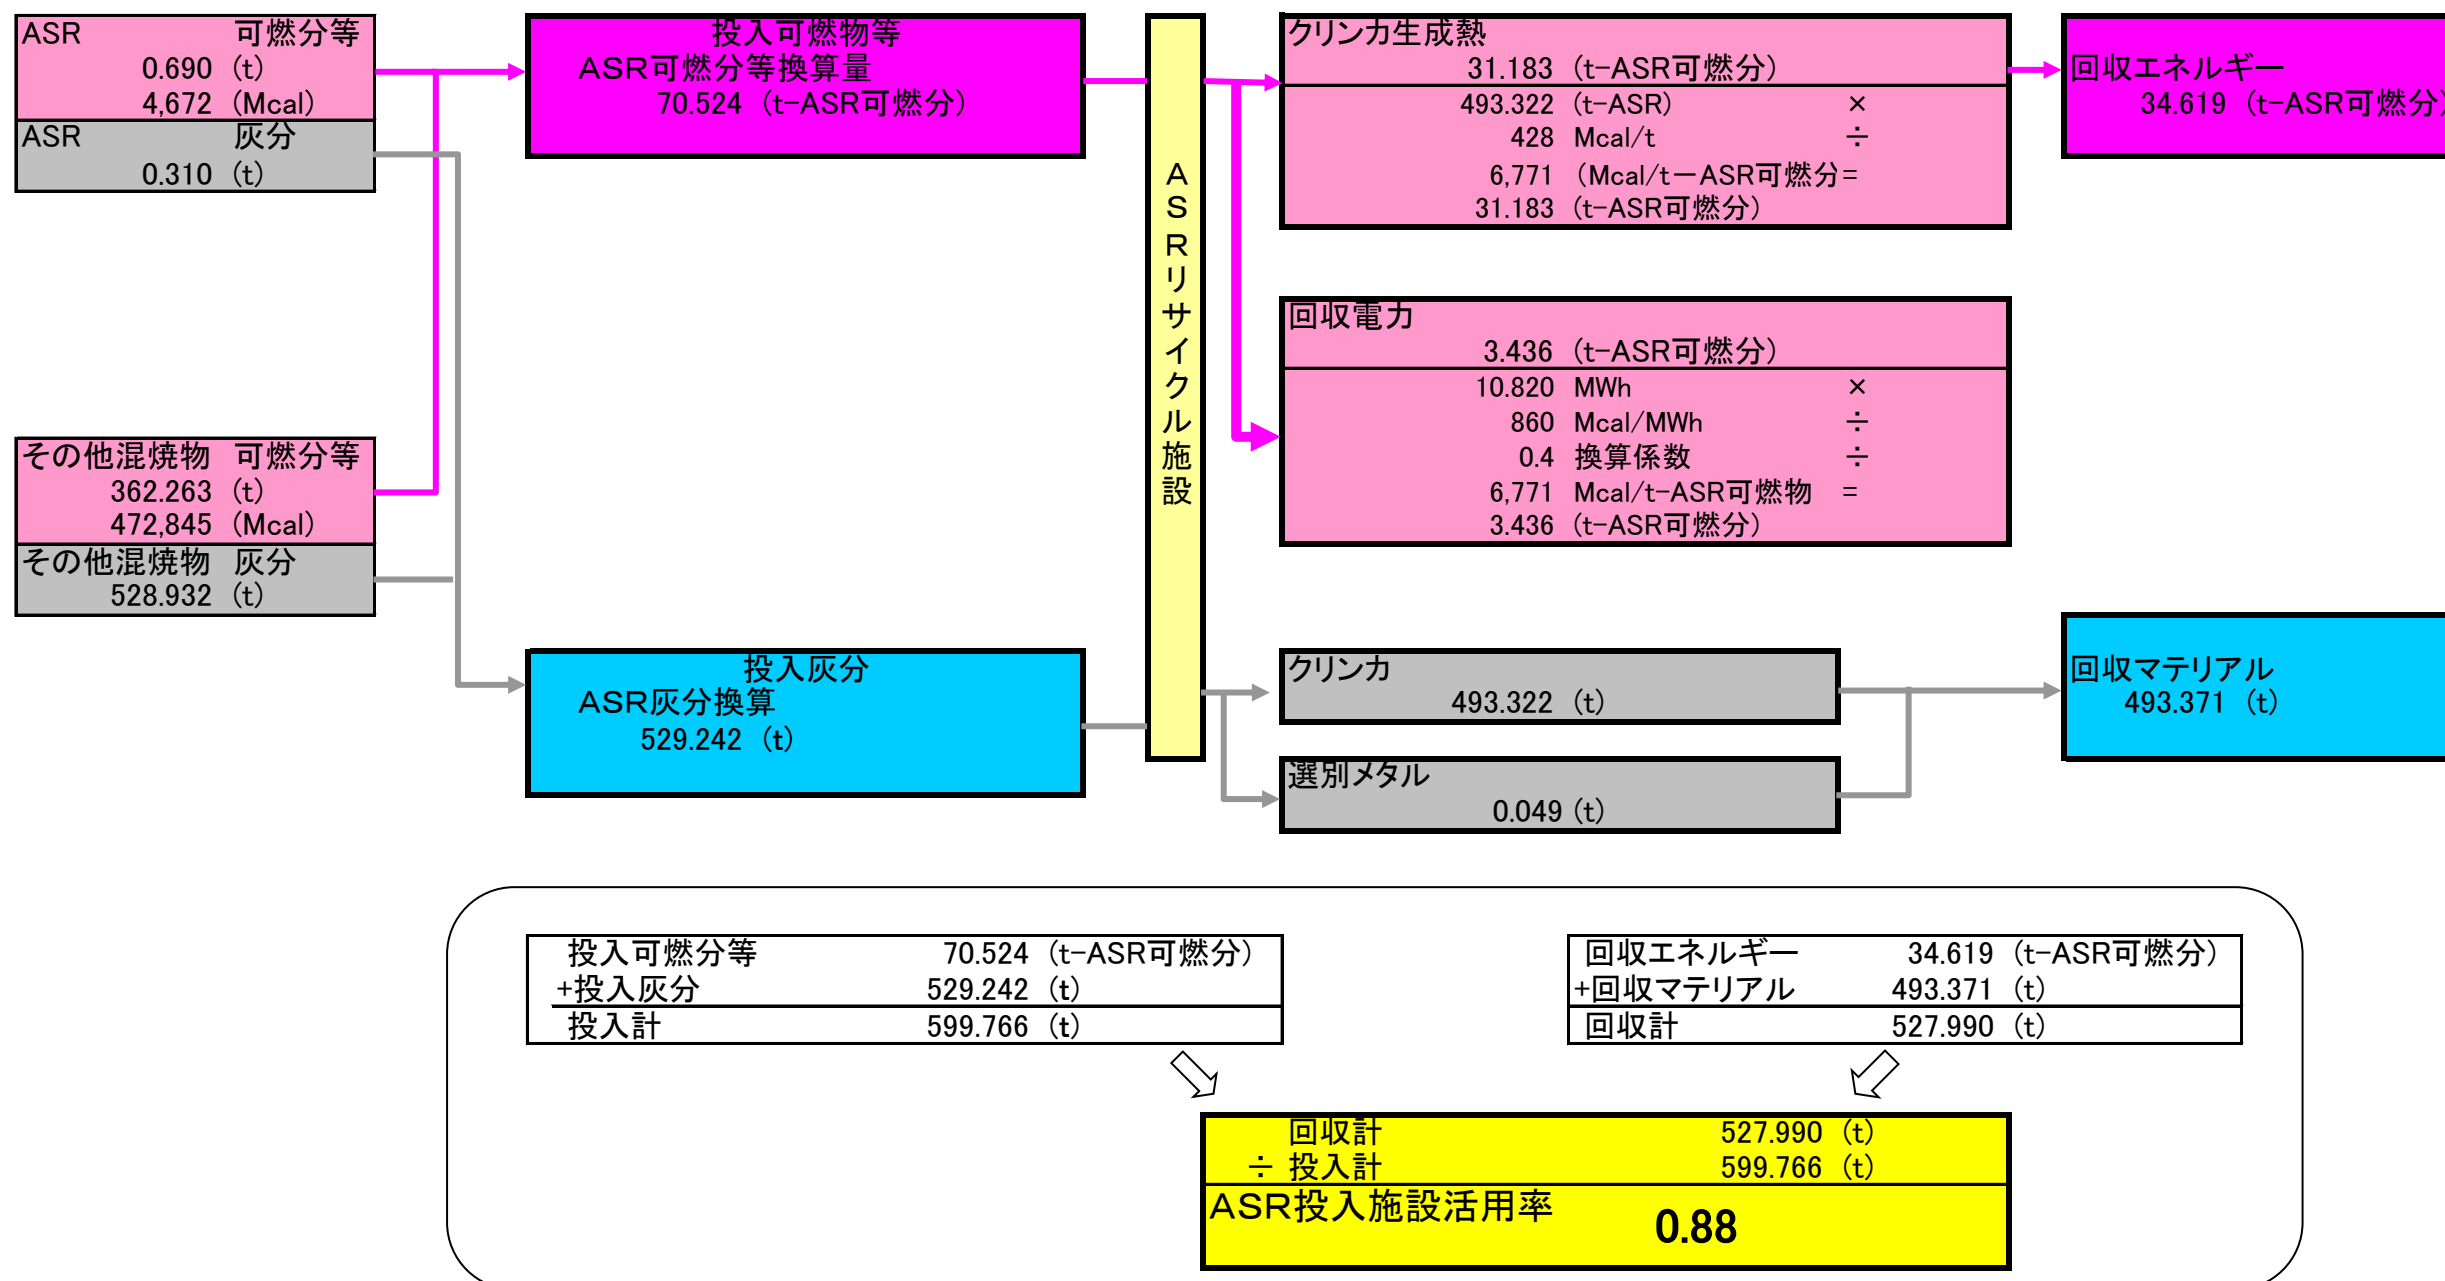 ASR 可燃分等
0.690 (t)
4,672 (Mcal)
ASR 灰分
0.310 (t)
その他混焼物 可燃分等
362.263 (t)
472,845 (Mcal)
その他混焼物 灰分
528.932 (t)
投入可燃物等
ASR可燃分等換算量
70.524 (t-ASR可燃分)
投入灰分
ASR灰分換算
529.242 (t)
ASRリサイクル施設
クリンカ生成熱
31.183 (t-ASR可燃分)
493.322 (t-ASR) ×
428 Mcal/t ÷
6,771 (Mcal/t－ASR可燃分=
31.183 (t-ASR可燃分)
回収電力
3.436 (t-ASR可燃分)
10.820 MWh ×
860 Mcal/MWh ÷
0.4 換算係数 ÷
6,771 Mcal/t-ASR可燃物 =
3.436 (t-ASR可燃分)
クリンカ
493.322 (t)
選別メタル
0.049 (t)
回収エネルギー
34.619 (t-ASR可燃分)
回収マテリアル
493.371 (t)
投入可燃分等 70.524 (t-ASR可燃分)
+投入灰分 529.242 (t)
投入計 599.766 (t)
回収エネルギー 34.619 (t-ASR可燃分)
+回収マテリアル 493.371 (t)
回収計 527.990 (t)
回収計 527.990 (t)
÷ 投入計 599.766 (t)
ASR投入施設活用率 0.88